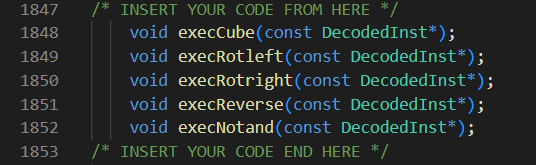 1847 /* INSERT YOUR CODE FROM HERE */
1848 void execCube(const DecodedInst*);
1849 void execRotleft(const DecodedInst*);
1850 void execRotright(const DecodedInst*);
1851 void execReverse(const DecodedInst*);
1852 void execNotand(const DecodedInst*);
1853 /* INSERT YOUR CODE END HERE */